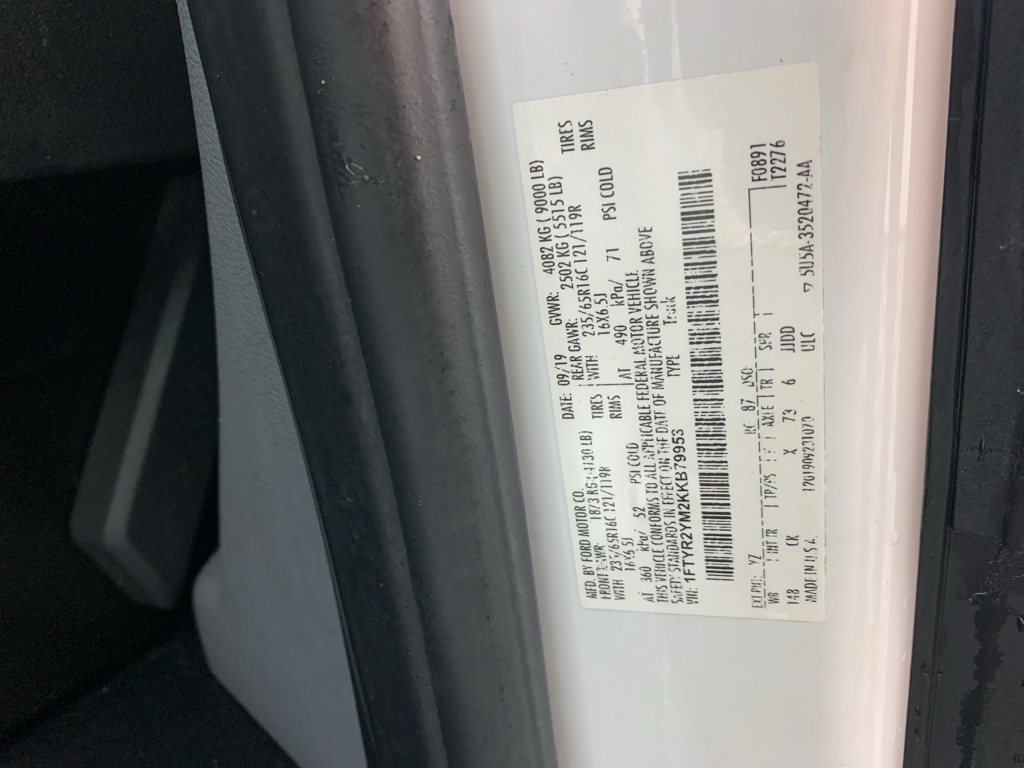 MFD. BY FORD MOTOR CO. DATE: 09/19 GVWR: 4082 KG ( 9000 LB)
FRONT GAWR: 1873 KG ( 4130 LB) REAR GAWR: 2502 KG ( 5515 LB)
WITH 235/65R16C 121/119R TIRES WITH 235/65R16C 121/119R TIRES
16X6.5J RIMS 16X6.5J RIMS
AT 360 kPa/ 52 PSI COLD AT 490 kPa/ 71 PSI COLD
THIS VEHICLE CONFORMS TO ALL APPLICABLE FEDERAL MOTOR VEHICLE
SAFETY STANDARDS IN EFFECT ON THE DATE OF MANUFACTURE SHOWN ABOVE
VIN: 1FTYR2YM2KKB79953 TYPE Truck
EXT PNT: YZ RC 87 DSO: F0891
WB INT TR TP/PS AXLE TR SPR T2276
148 CK X 73 6 JJDD
MADE IN U.S.A. ULC ▽ 5U5A-3520472-AA